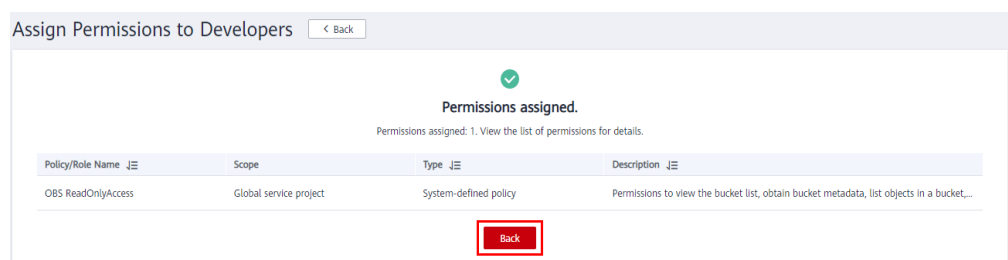 Assign Permissions to Developers < Back
Permissions assigned.
Permissions assigned: 1. View the list of permissions for details.
Policy/Role Name Scope Type Description
OBS ReadOnlyAccess Global service project System-defined policy Permissions to view the bucket list, obtain bucket metadata, list objects in a bucket,...
Back